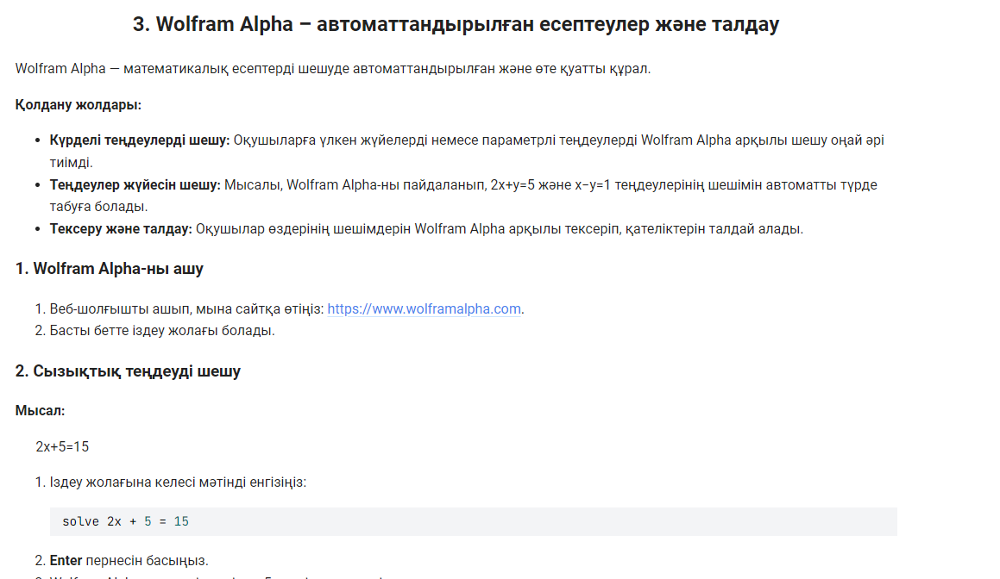 3. Wolfram Alpha – автоматтандырылған есептеулер және талдау
Wolfram Alpha — математикалық есептерді шешуде автоматтандырылған және өте қуатты құрал.
Қолдану жолдары:
• Күрделі теңдеулерді шешу: Оқушыларға үлкен жүйелерді немесе параметрлі теңдеулерді Wolfram Alpha арқылы шешу оңай әрі
тиімді.
• Теңдеулер жүйесін шешу: Мысалы, Wolfram Alpha-ны пайдаланып, 2x+y=5 және x−y=1 теңдеулерінің шешімін автоматты түрде
табуға болады.
• Тексеру және талдау: Оқушылар өздерінің шешімдерін Wolfram Alpha арқылы тексеріп, қателіктерін талдай алады.
1. Wolfram Alpha-ны ашу
1. Веб-шолғышты ашып, мына сайтқа өтіңіз: https://www.wolframalpha.com.
2. Басты бетте іздеу жолағы болады.
2. Сызықтық теңдеуді шешу
Мысал:
2x+5=15
1. Іздеу жолағына келесі мәтінді енгізіңіз:
solve 2x + 5 = 15
2. Enter пернесін басыңыз.